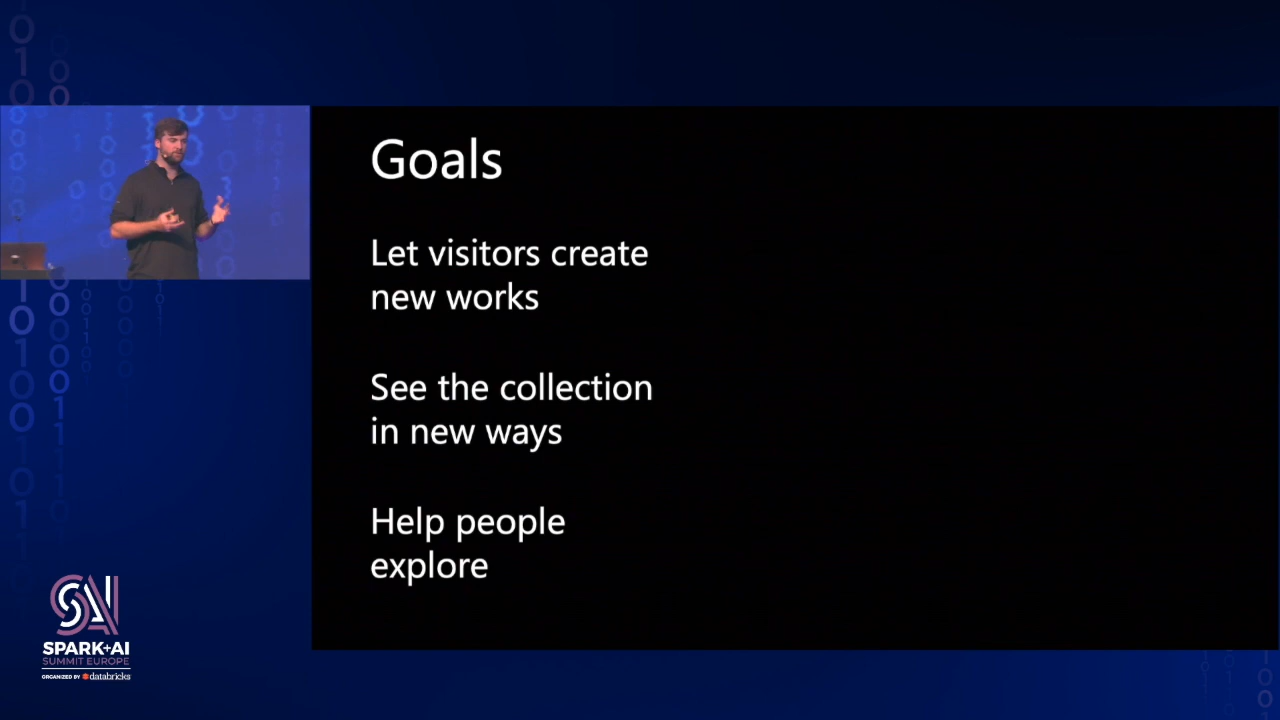 Goals
Let visitors create
new works
See the collection
in new ways
Help people
explore
SAI
SPARK+AI
SUMMIT EUROPE
ORGANIZED BY databricks